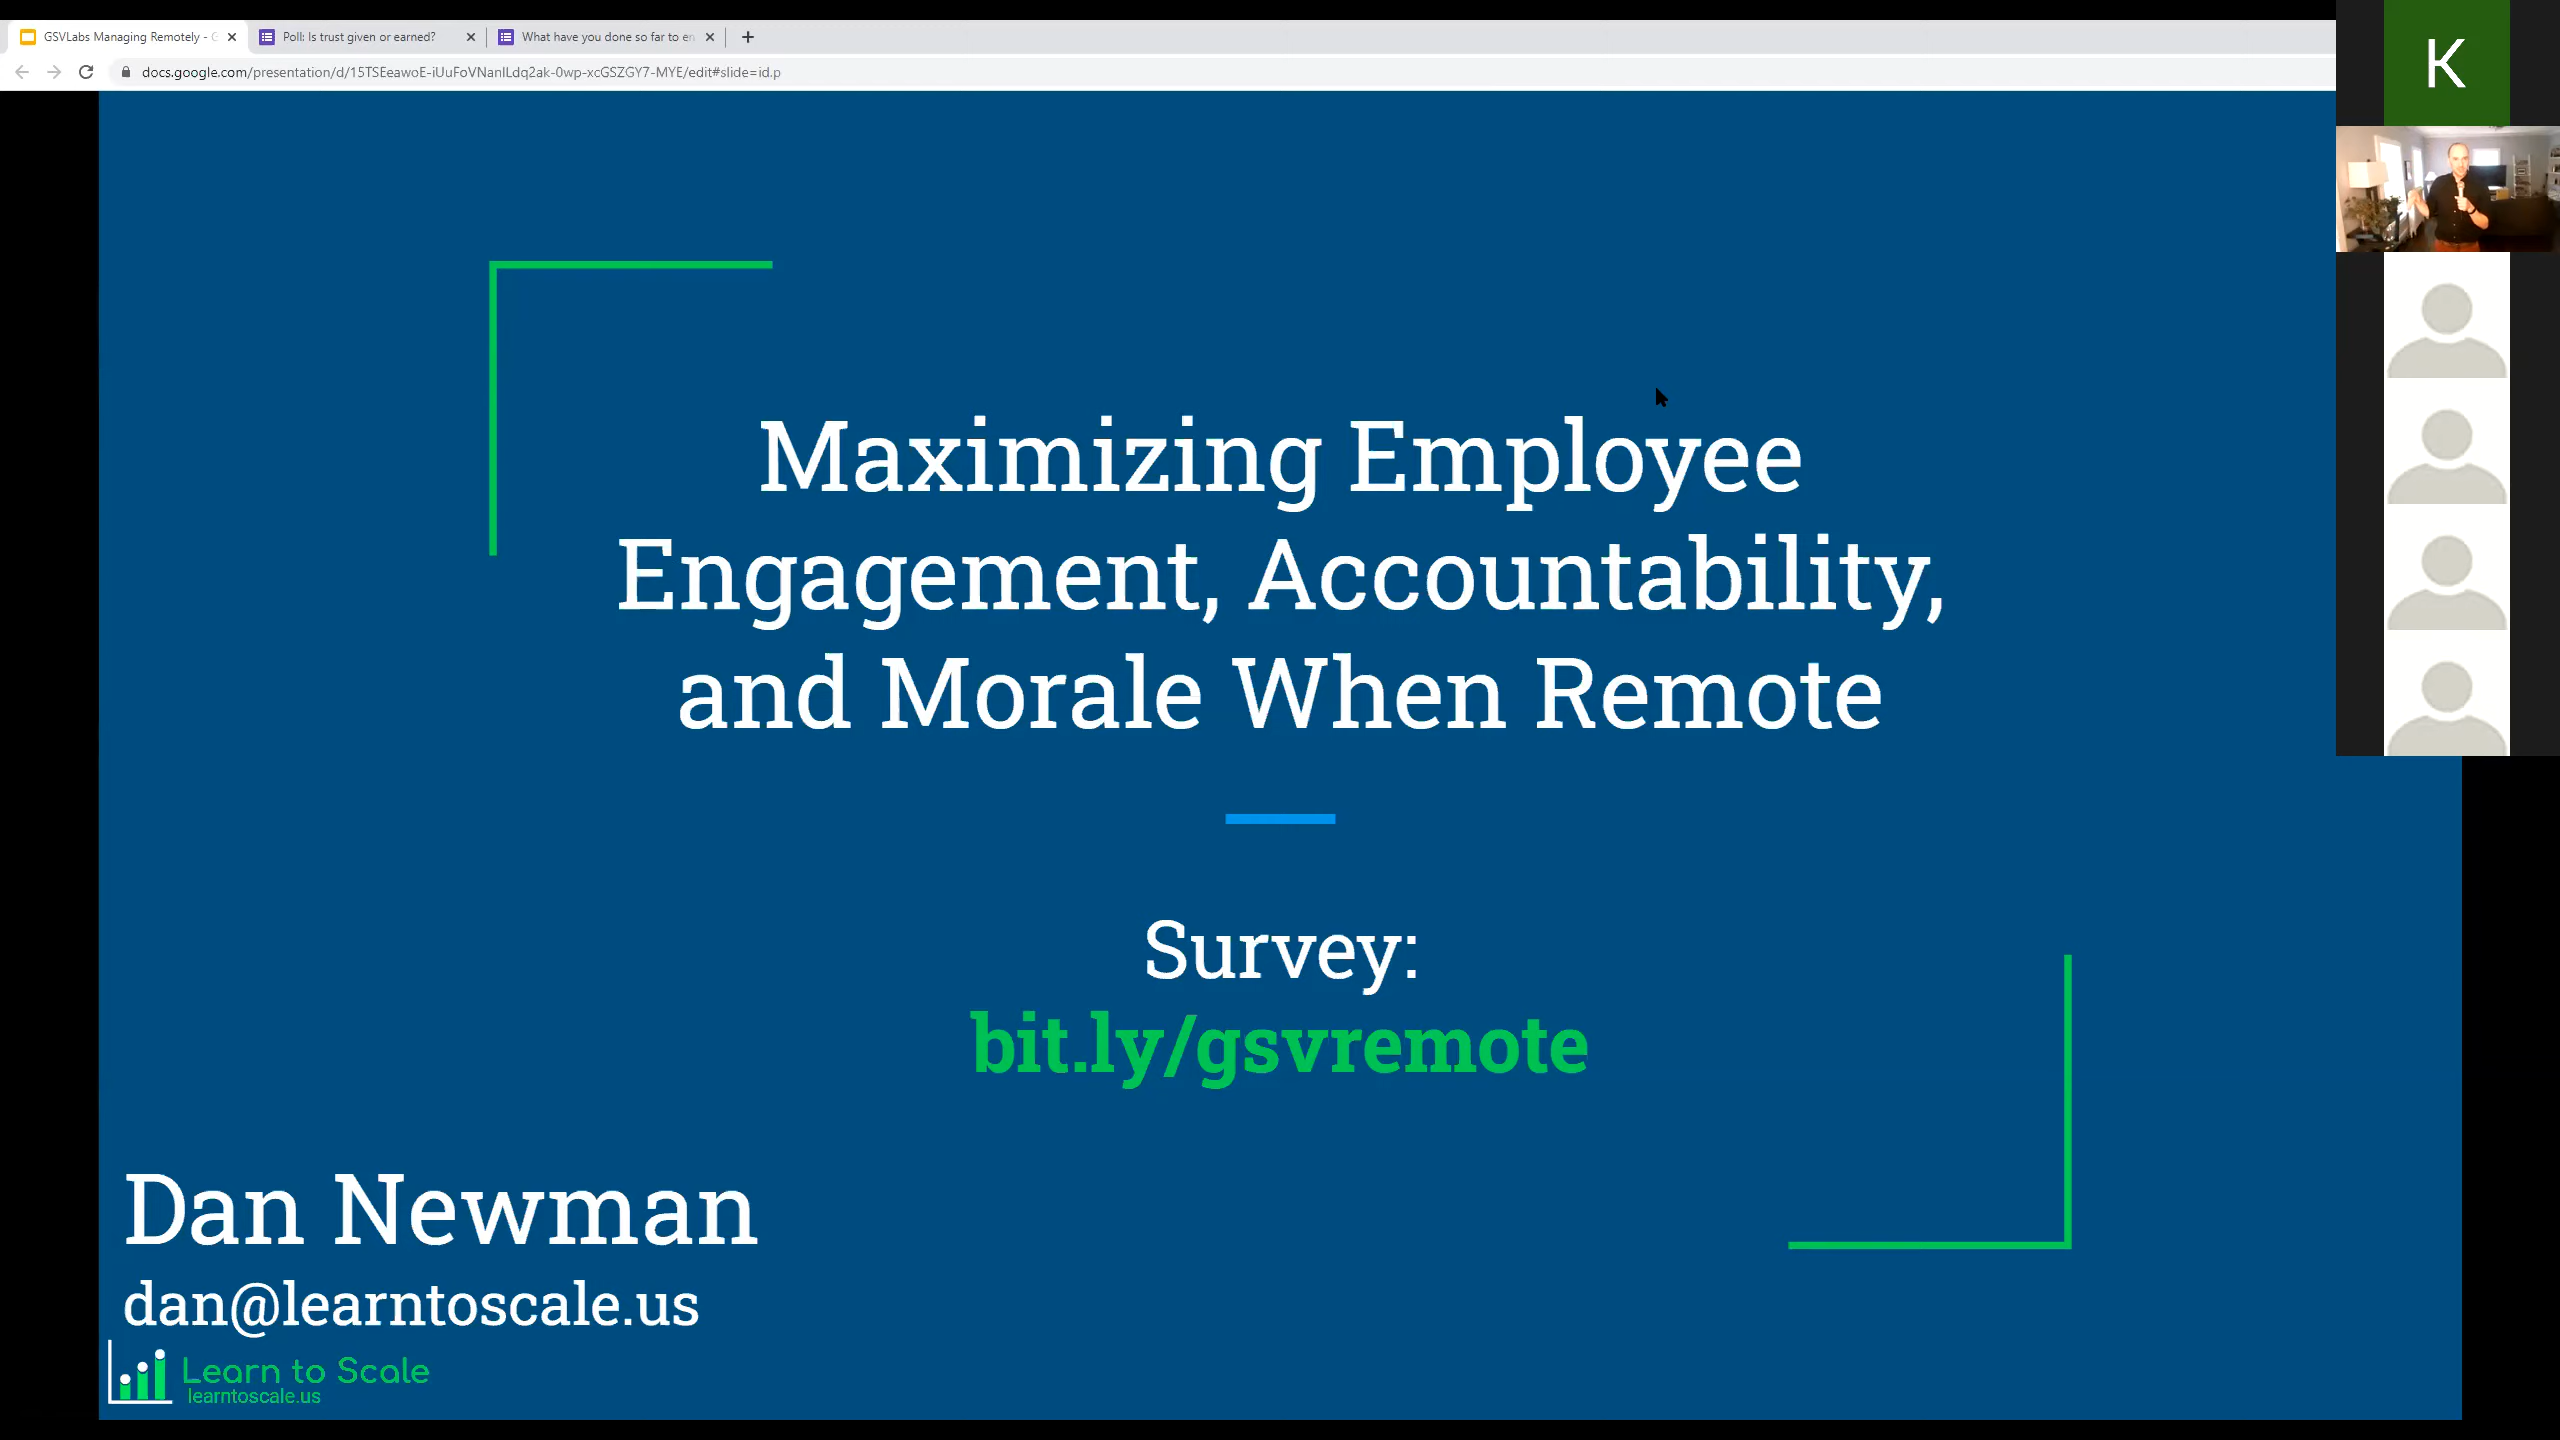 GSVLabs Managing Remotely - G
Poll: Is trust given or earned?
What have you done so far to en
docs.google.com/presentation/d/15TSEeawoE-iUuFoVNanILdq2ak-0wp-xcGSZGY7-MYE/edit#slide=id.p
K
Maximizing Employee
Engagement, Accountability,
and Morale When Remote
Survey:
bit.ly/gsvremote
Dan Newman
dan@learntoscale.us
Learn to Scale
learntoscale.us